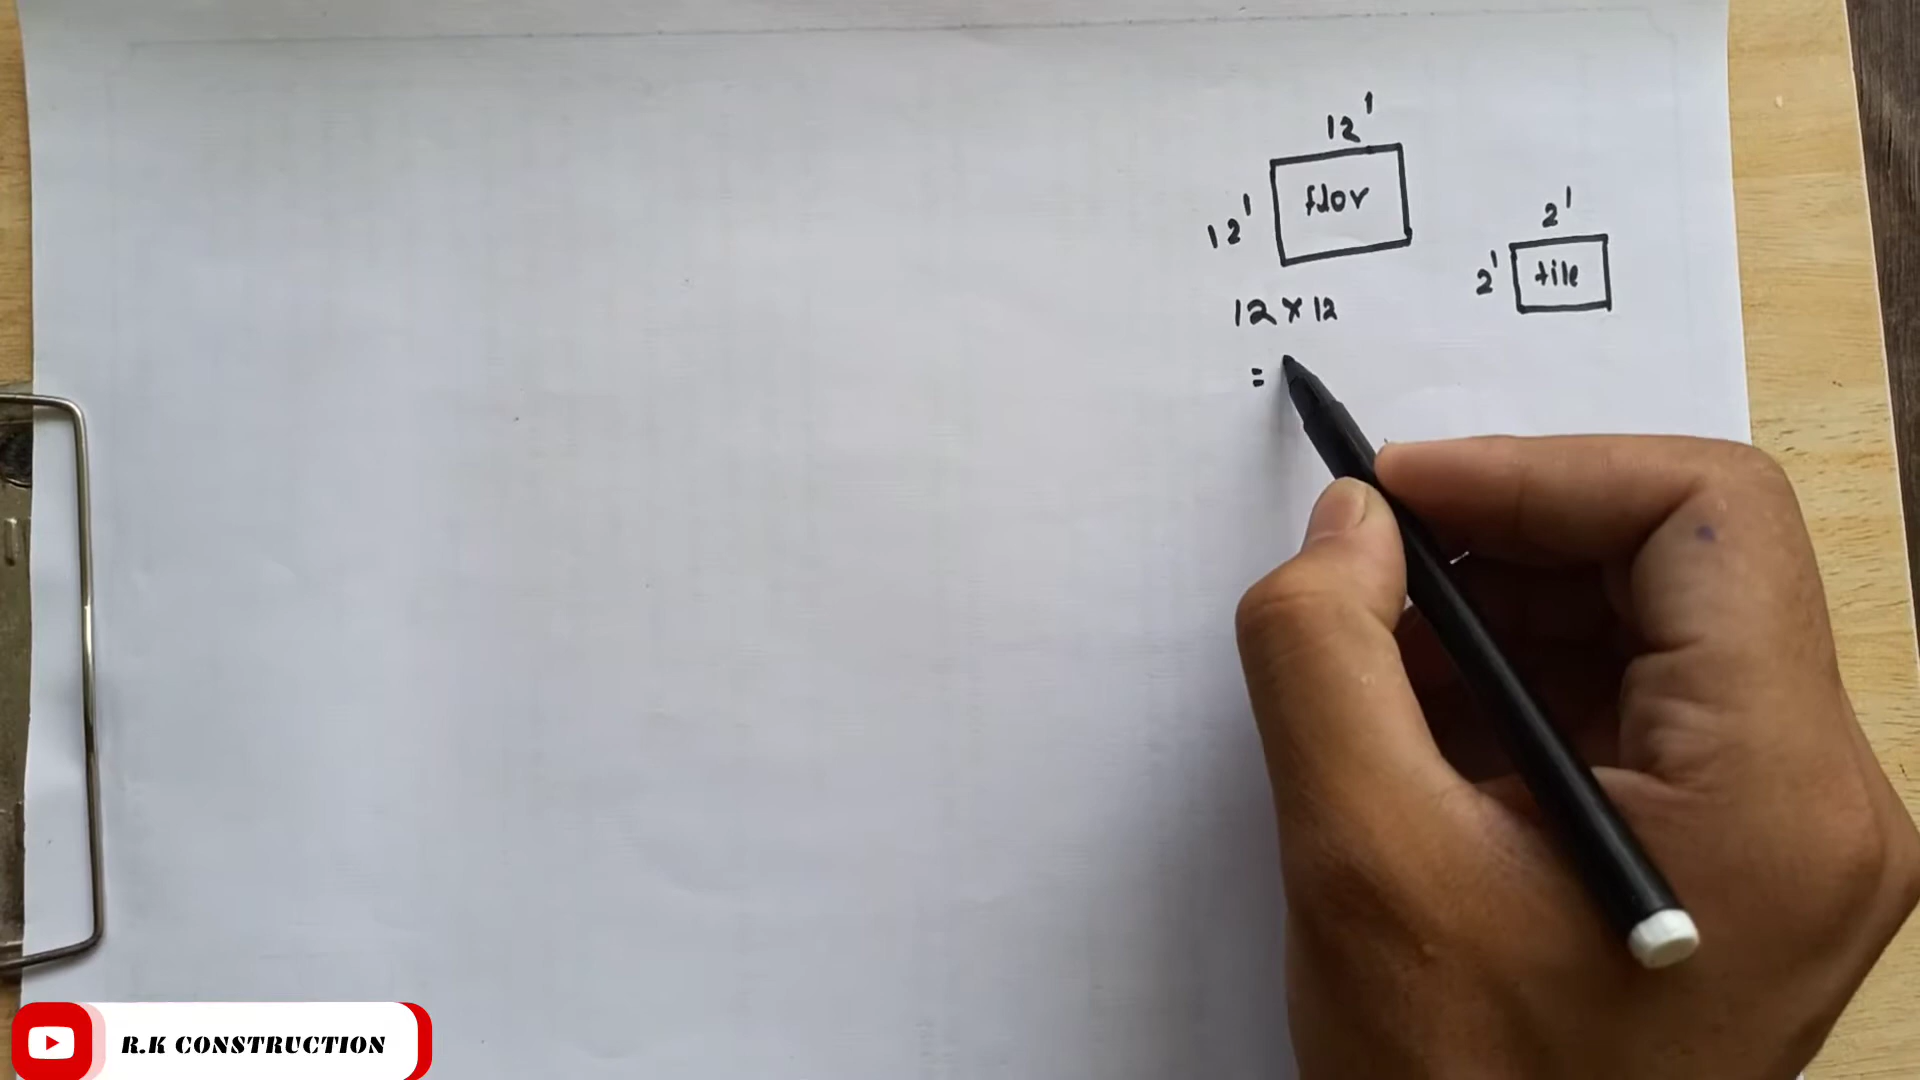 12'
12'
flor
2'
2'
tile
12 × 12
=
R.K CONSTRUCTION